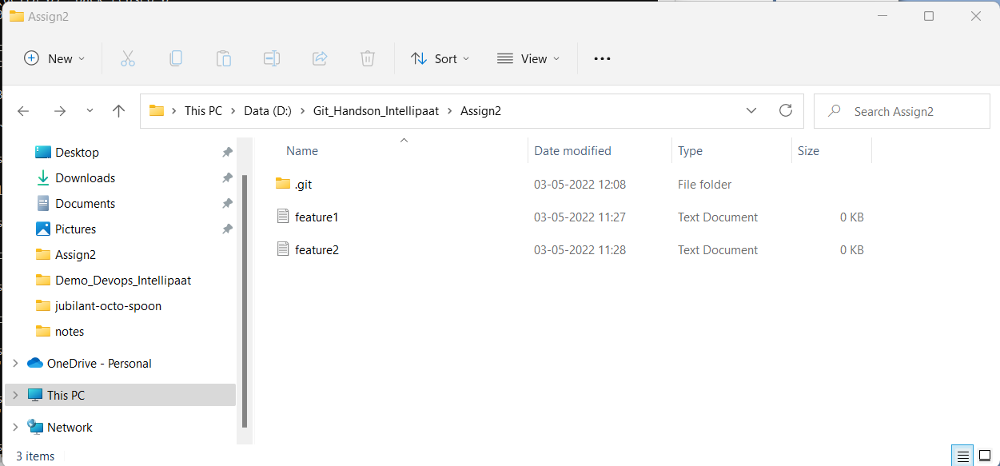 Assign2
New
Sort
View
This PC
Data (D:)
Git_Handson_Intellipaat
Assign2
Search Assign2
Desktop
Downloads
Documents
Pictures
Assign2
Demo_Devops_Intellipaat
jubilant-octo-spoon
notes
OneDrive - Personal
This PC
Network
Name Date modified Type Size
.git 03-05-2022 12:08 File folder
feature1 03-05-2022 11:27 Text Document 0 KB
feature2 03-05-2022 11:28 Text Document 0 KB
3 items